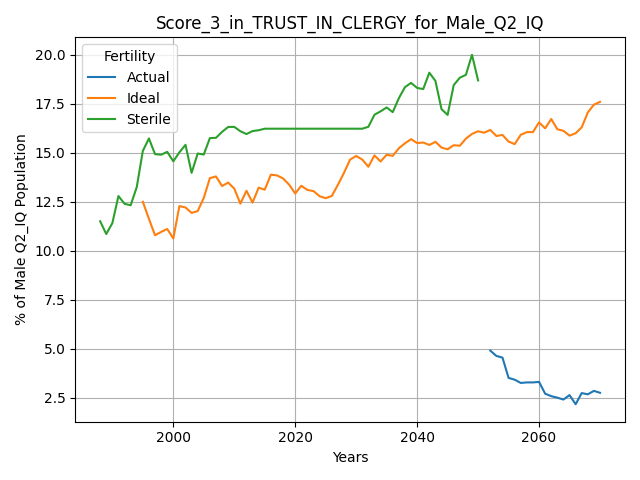 Score_3_in_TRUST_IN_CLERGY_for_Male_Q2_IQ
Fertility
Actual
Ideal
Sterile
% of Male Q2_IQ Population
20.0
17.5
15.0
12.5
10.0
7.5
5.0
2.5
2000
2020
2040
2060
Years